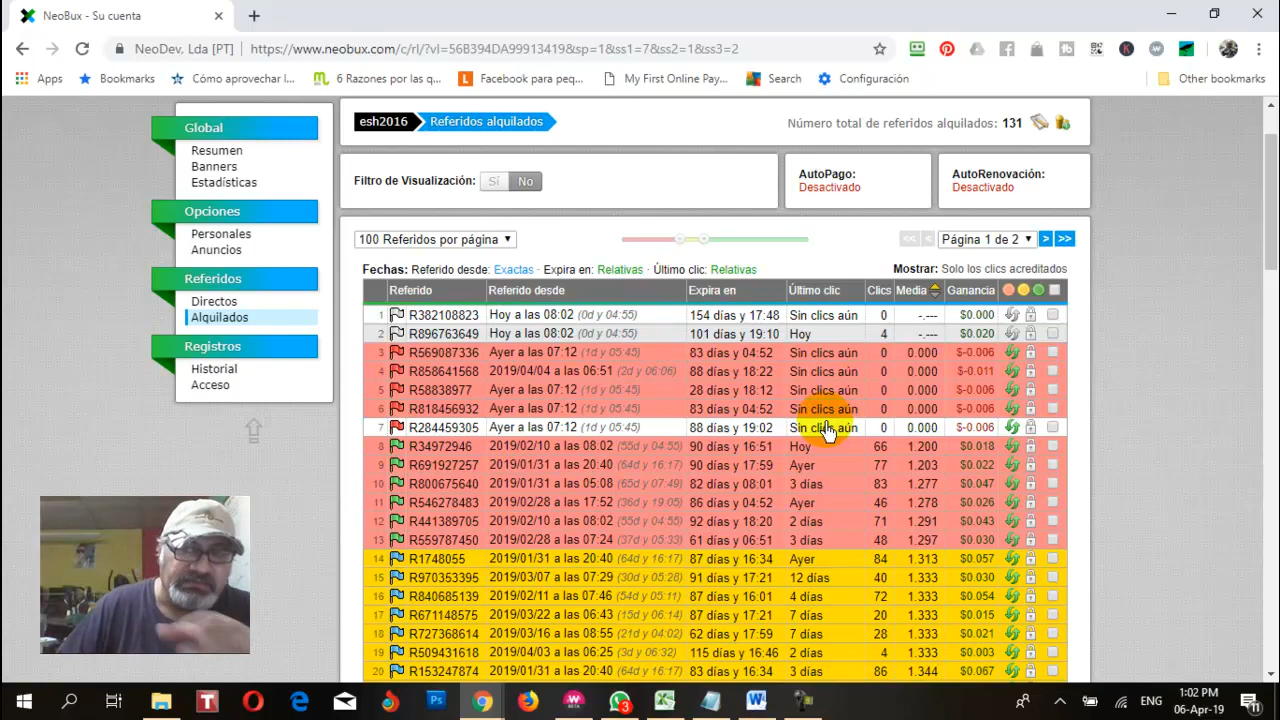 NeoBux - Su cuenta
NeoDev, Lda [PT] https://www.neobux.com/c/rl/?vl=56B394DA99913419&sp=1&ss1=7&ss2=1&ss3=2
Apps Bookmarks Cómo aprovechar l... 6 Razones por las q... Facebook para peq... My First Online Pay... Search Configuración Other bookmarks
Global
Resumen
Banners
Estadísticas
Opciones
Personales
Anuncios
Referidos
Directos
Alquilados
Registros
Historial
Acceso
esh2016 Referidos alquilados Número total de referidos alquilados: 131
Filtro de Visualización: Sí No
AutoPago:
Desactivado
AutoRenovación:
Desactivado
100 Referidos por página Página 1 de 2
Fechas: Referido desde: Exactas · Expira en: Relativas · Último clic: Relativas Mostrar: Solo los clics acreditados
Referido Referido desde Expira en Último clic Clics Media Ganancia
1 R382108823 Hoy a las 08:02 (0d y 04:55) 154 días y 17:48 Sin clics aún 0 -.--- $0.000
2 R896763649 Hoy a las 08:02 (0d y 04:55) 101 días y 19:10 Hoy 4 -.--- $0.020
3 R569087336 Ayer a las 07:12 (1d y 05:45) 83 días y 04:52 Sin clics aún 0 0.000 $-0.006
4 R858641568 2019/04/04 a las 06:51 (2d y 06:06) 88 días y 18:22 Sin clics aún 0 0.000 $-0.011
5 R58838977 Ayer a las 07:12 (1d y 05:45) 28 días y 18:12 Sin clics aún 0 0.000 $-0.006
6 R818456932 Ayer a las 07:12 (1d y 05:45) 83 días y 04:52 Sin clics aún 0 0.000 $-0.006
7 R284459305 Ayer a las 07:12 (1d y 05:45) 88 días y 19:02 Sin clics aún 0 0.000 $-0.006
8 R34972946 2019/02/10 a las 08:02 (55d y 04:55) 90 días y 16:51 Hoy 66 1.200 $0.018
9 R691927257 2019/01/31 a las 20:40 (64d y 16:17) 90 días y 17:59 Ayer 77 1.203 $0.022
10 R800675640 2019/01/31 a las 05:08 (65d y 07:49) 82 días y 08:01 3 días 83 1.277 $0.047
11 R546278483 2019/02/28 a las 17:52 (36d y 19:05) 86 días y 04:52 Ayer 46 1.278 $0.026
12 R441389705 2019/02/10 a las 08:02 (55d y 04:55) 92 días y 18:20 2 días 71 1.291 $0.043
13 R559787450 2019/02/28 a las 07:24 (37d y 05:33) 61 días y 06:51 3 días 48 1.297 $0.030
14 R1748055 2019/01/31 a las 20:40 (64d y 16:17) 87 días y 16:34 Ayer 84 1.313 $0.057
15 R970353395 2019/03/07 a las 07:29 (30d y 05:28) 91 días y 17:21 12 días 40 1.333 $0.030
16 R840685139 2019/02/11 a las 07:46 (54d y 05:11) 87 días y 16:01 4 días 72 1.333 $0.054
17 R671148575 2019/03/22 a las 06:43 (15d y 06:14) 87 días y 17:21 7 días 20 1.333 $0.015
18 R727368614 2019/03/16 a las 08:55 (21d y 04:02) 62 días y 17:59 7 días 28 1.333 $0.021
19 R509431618 2019/04/03 a las 06:25 (3d y 06:32) 115 días y 16:46 2 días 4 1.333 $0.003
20 R153247874 2019/01/31 a las 20:40 (64d y 16:17) 83 días y 16:34 3 días 86 1.344 $0.067
ENG
1:02 PM
06-Apr-19